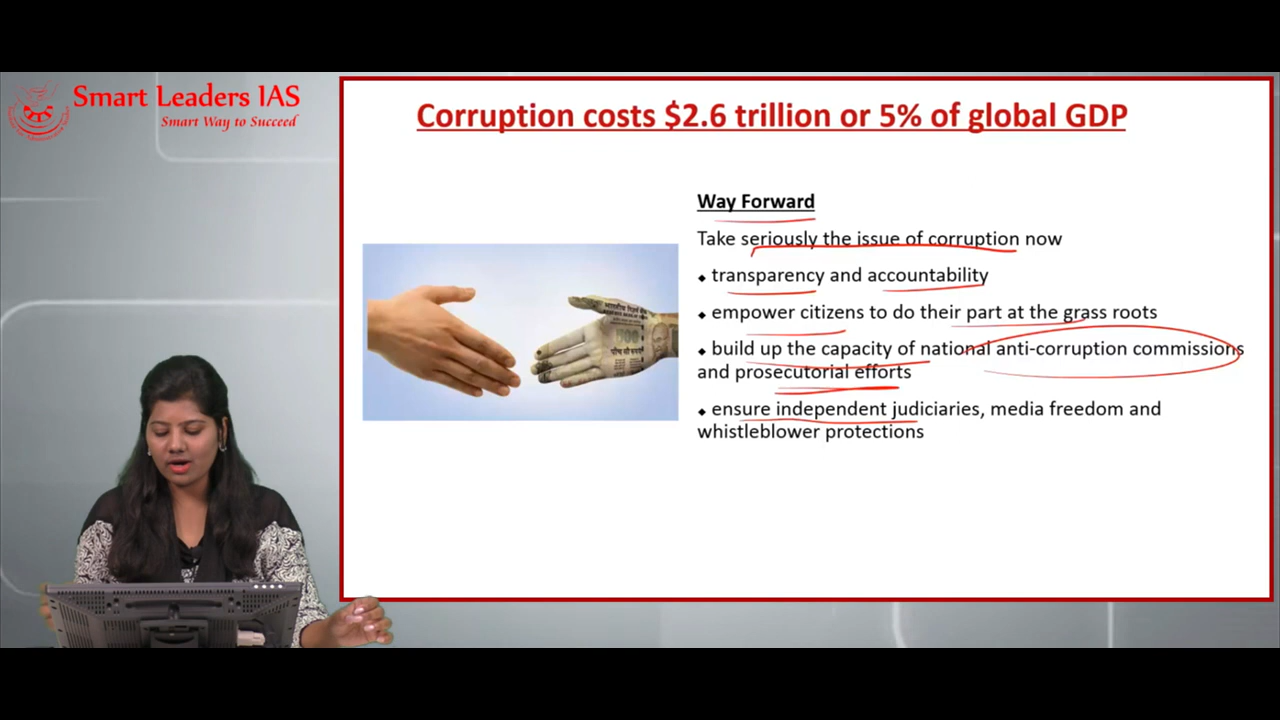 Smart Leaders IAS
Smart Way to Succeed
Corruption costs $2.6 trillion or 5% of global GDP
Way Forward
Take seriously the issue of corruption now
⬥ transparency and accountability
⬥ empower citizens to do their part at the grass roots
⬥ build up the capacity of national anti-corruption commissions
and prosecutorial efforts
⬥ ensure independent judiciaries, media freedom and
whistleblower protections